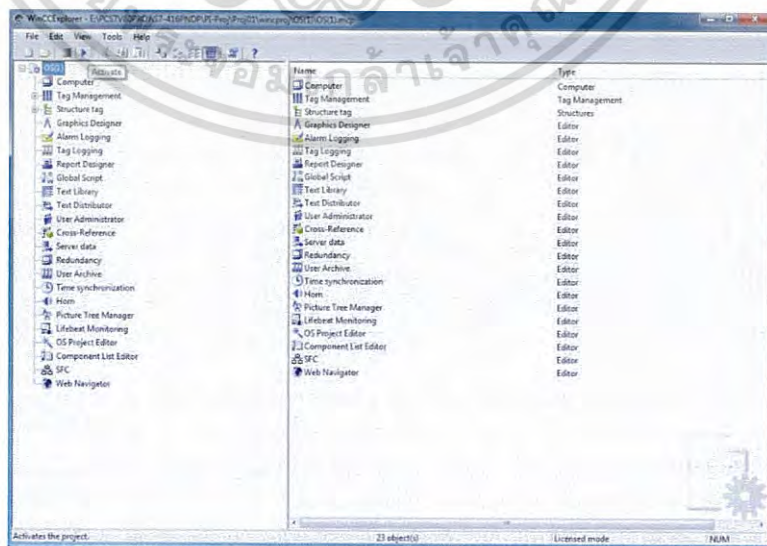 WinCCExplorer - E:\PCS7V80PND\S7-416FNDP\PI-Proj\Proj01\wincproj\OS(1)\OS(1).mcp
File Edit View Tools Help
OS(1)
Activate
Computer
Tag Management
Structure tag
Graphics Designer
Alarm Logging
Tag Logging
Report Designer
Global Script
Text Library
Text Distributor
User Administrator
Cross-Reference
Server data
Redundancy
User Archive
Time synchronization
Horn
Picture Tree Manager
Lifebeat Monitoring
OS Project Editor
Component List Editor
SFC
Web Navigator
Name Type
Computer Computer
Tag Management Tag Management
Structure tag Structures
Graphics Designer Editor
Alarm Logging Editor
Tag Logging Editor
Report Designer Editor
Global Script Editor
Text Library Editor
Text Distributor Editor
User Administrator Editor
Cross-Reference Editor
Server data Editor
Redundancy Editor
User Archive Editor
Time synchronization Editor
Horn Editor
Picture Tree Manager Editor
Lifebeat Monitoring Editor
OS Project Editor Editor
Component List Editor Editor
SFC Editor
Web Navigator Editor
Activates the project. 23 object(s) Licensed mode NUM